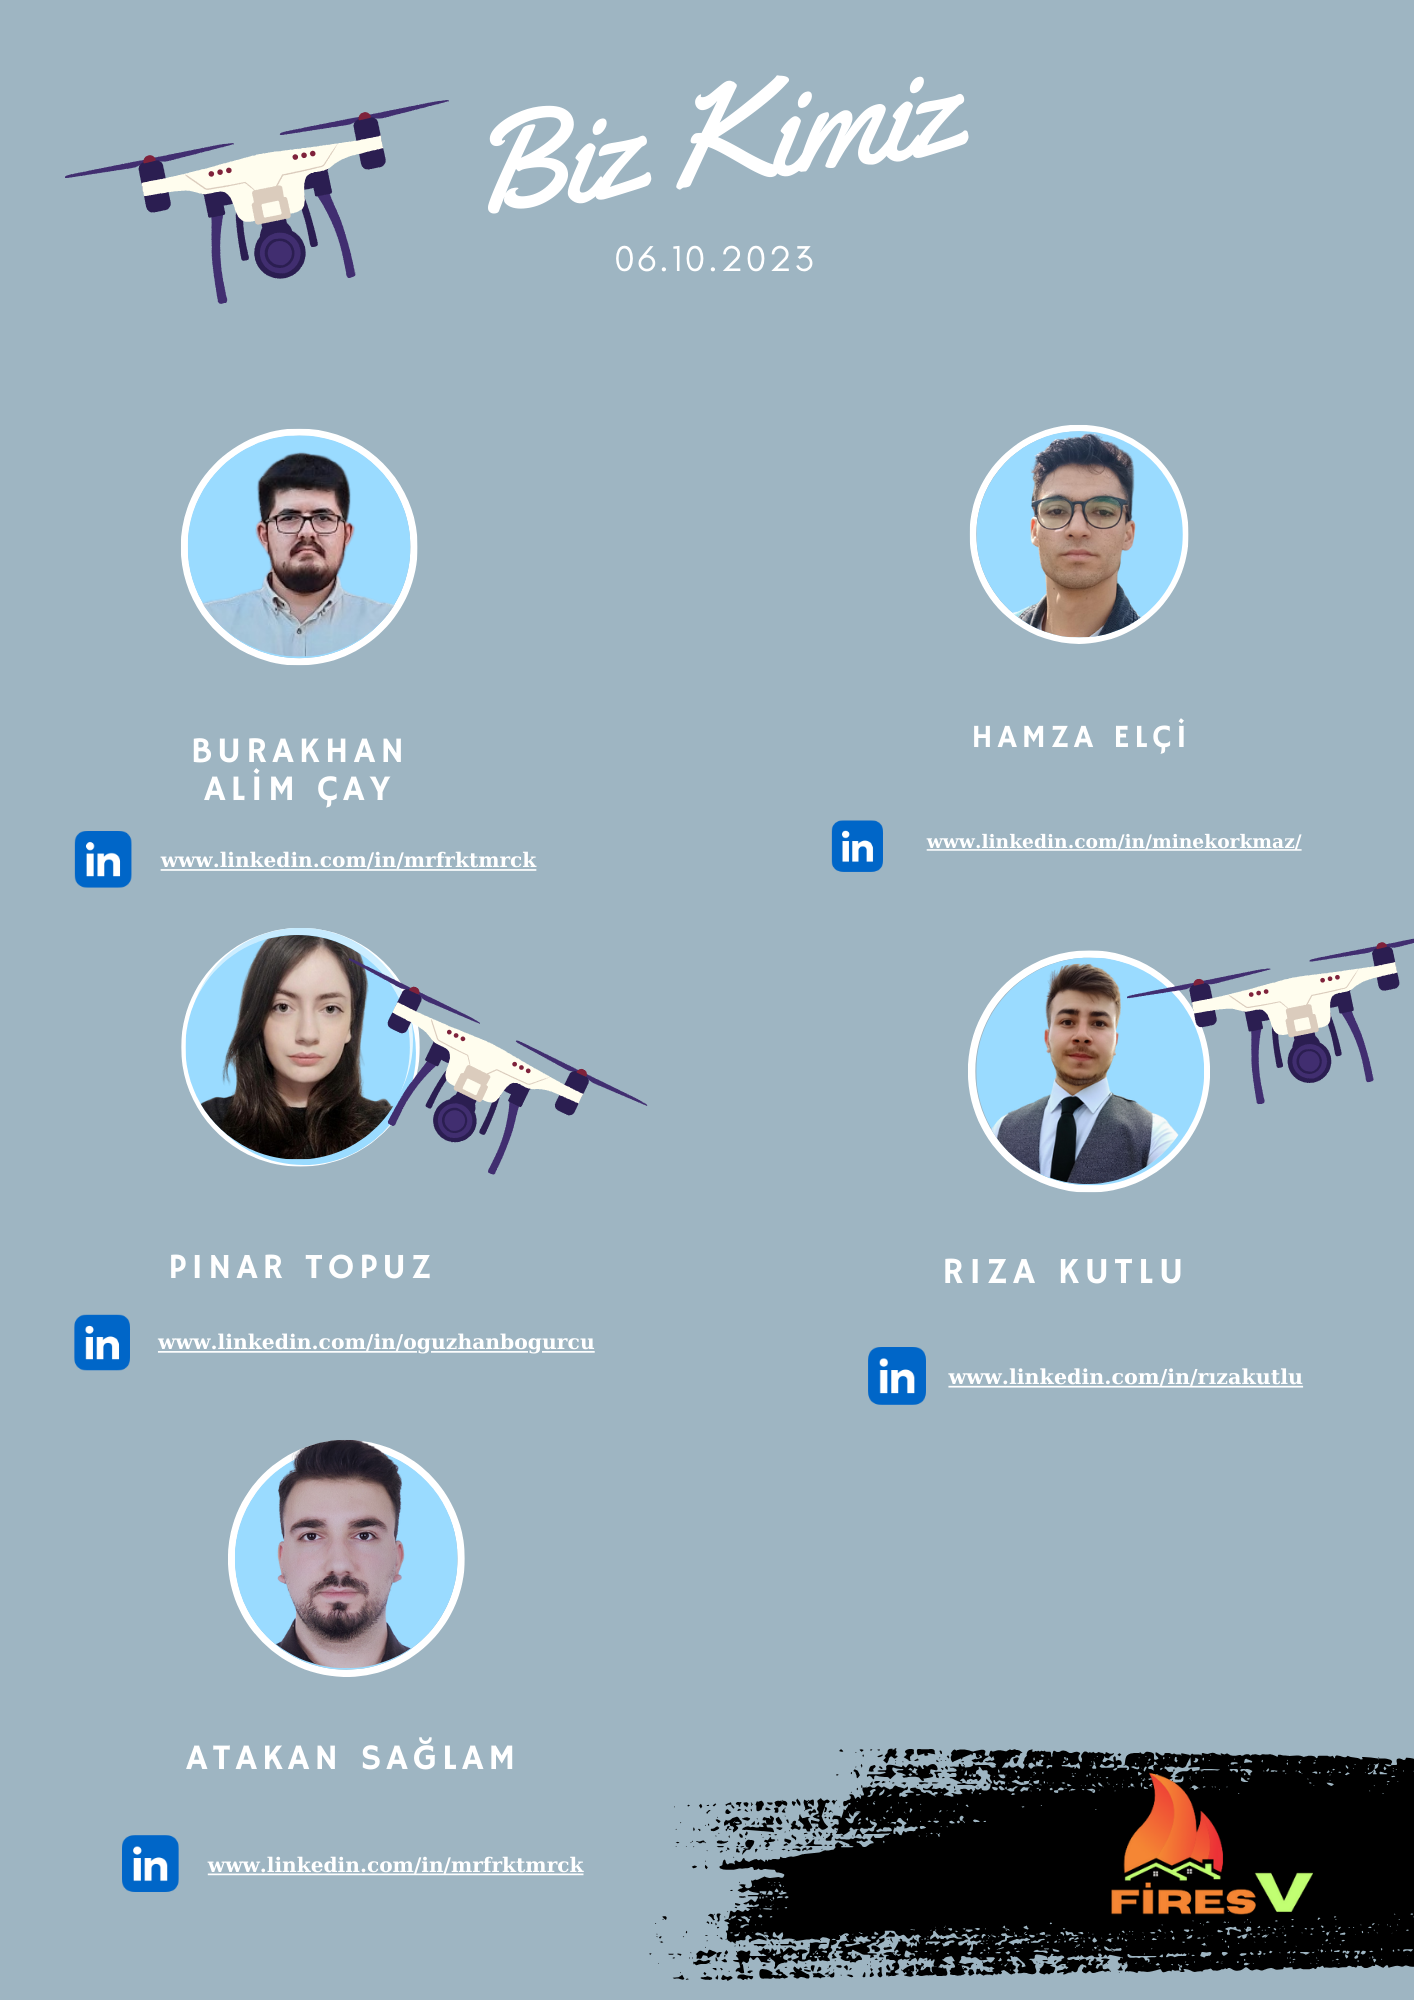 Biz Kimiz
06.10.2023
BURAKHAN
ALİM ÇAY
in www.linkedin.com/in/mrfrktmrck
HAMZA ELÇİ
in www.linkedin.com/in/minekorkmaz/
PINAR TOPUZ
in www.linkedin.com/in/oguzhanbogurcu
RIZA KUTLU
in www.linkedin.com/in/rızakutlu
ATAKAN SAĞLAM
in www.linkedin.com/in/mrfrktmrck
FİRES V